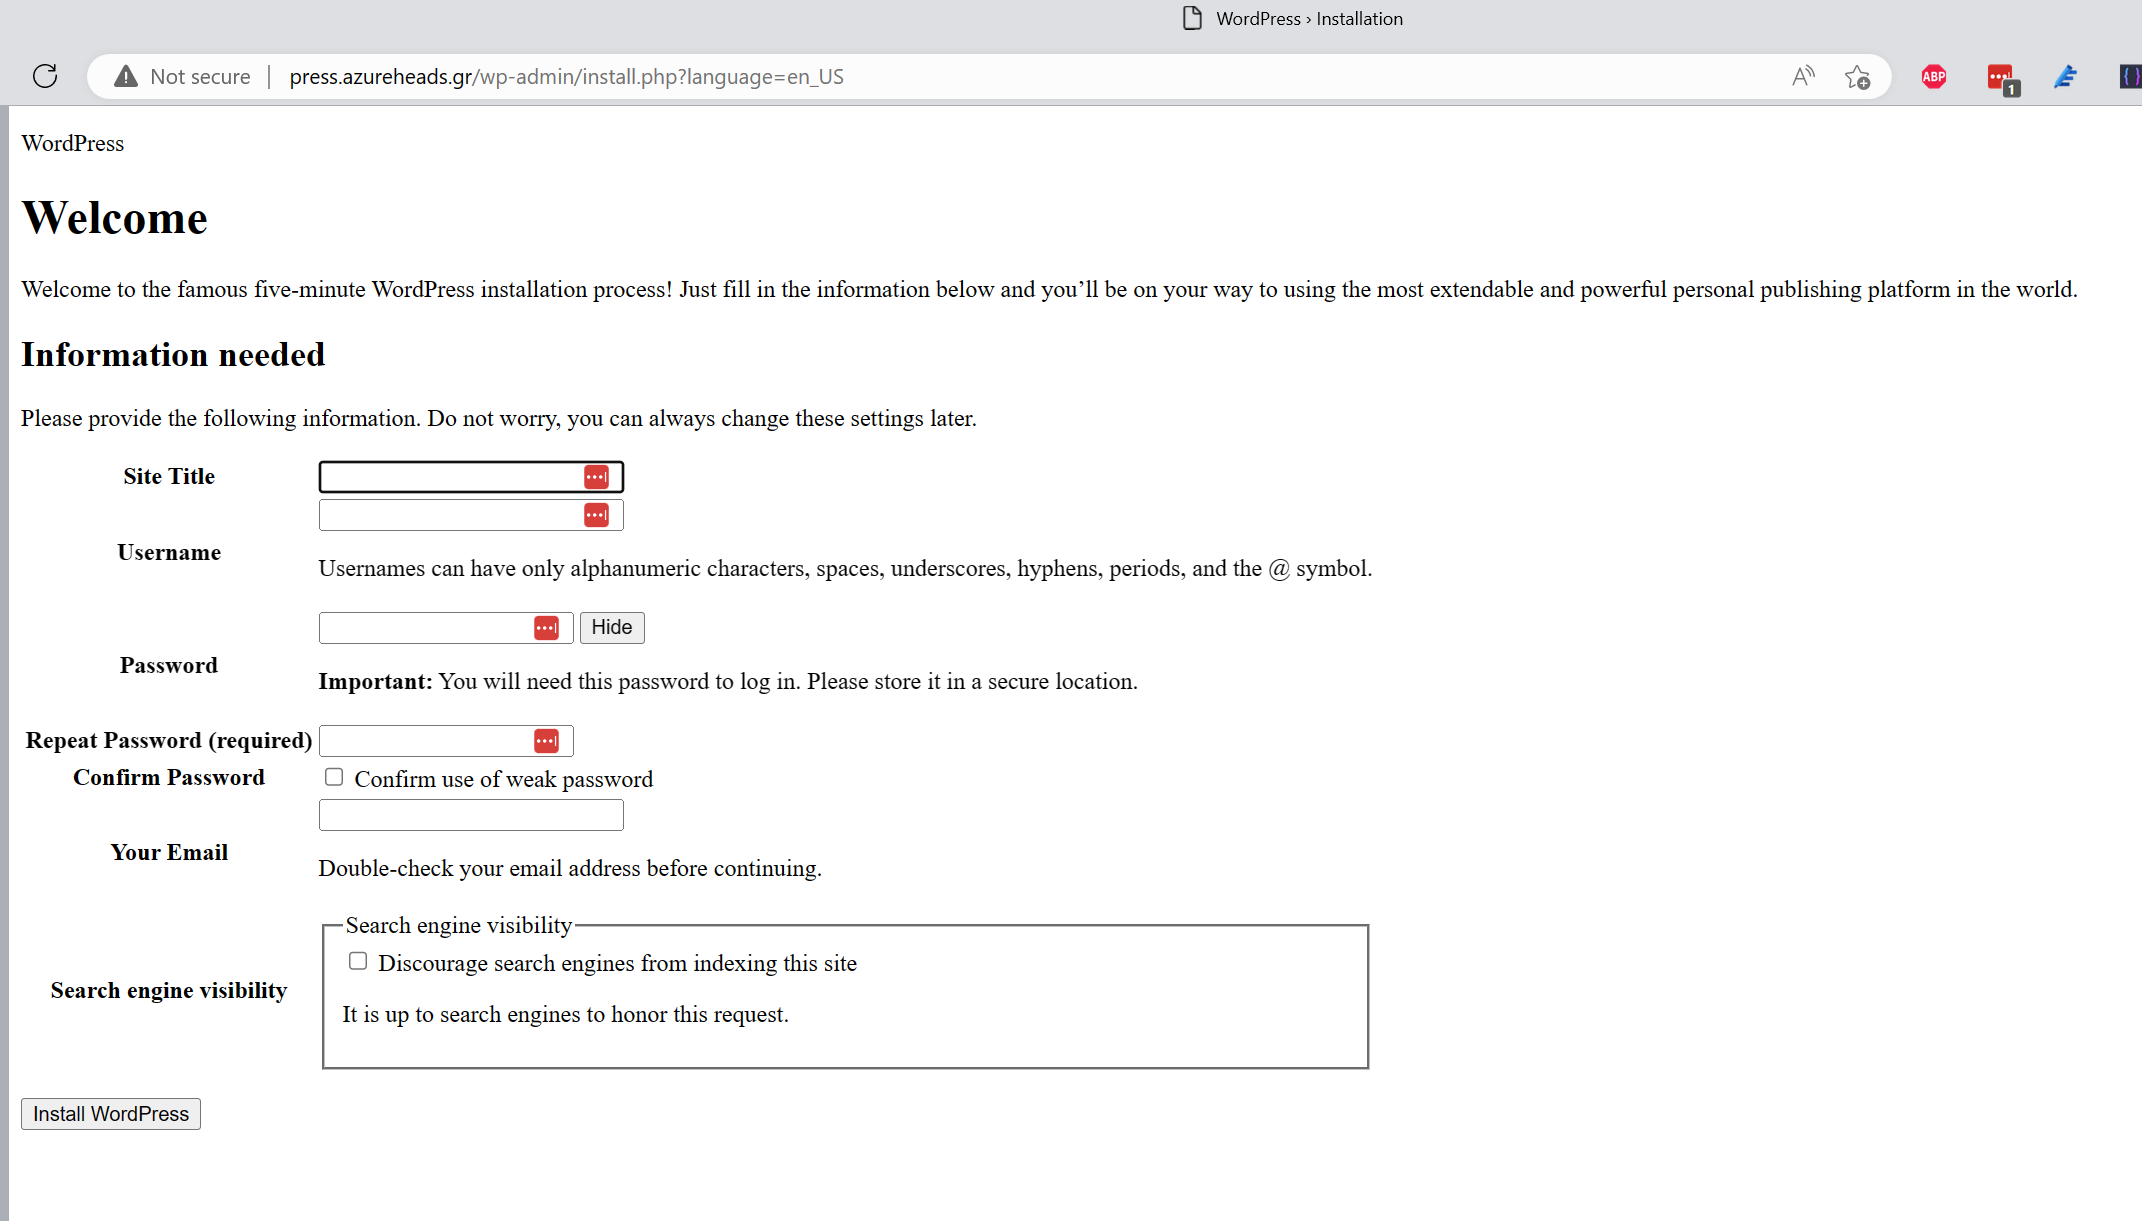 WordPress › Installation
Not secure press.azureheads.gr/wp-admin/install.php?language=en_US
ABP
1
WordPress
Welcome
Welcome to the famous five-minute WordPress installation process! Just fill in the information below and you’ll be on your way to using the most extendable and powerful personal publishing platform in the world.
Information needed
Please provide the following information. Do not worry, you can always change these settings later.
Site Title
Username
Usernames can have only alphanumeric characters, spaces, underscores, hyphens, periods, and the @ symbol.
Hide
Password
Important: You will need this password to log in. Please store it in a secure location.
Repeat Password (required)
Confirm Password Confirm use of weak password
Your Email
Double-check your email address before continuing.
Search engine visibility
Discourage search engines from indexing this site
Search engine visibility
It is up to search engines to honor this request.
Install WordPress